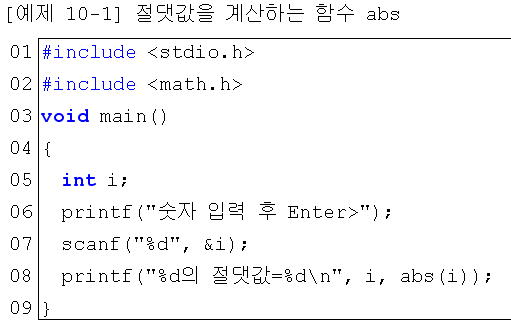 [예제 10-1] 절댓값을 계산하는 함수 abs
01 #include <stdio.h>
02 #include <math.h>
03 void main()
04 {
05 int i;
06 printf("숫자 입력 후 Enter>");
07 scanf("%d", &i);
08 printf("%d의 절댓값=%d\n", i, abs(i));
09 }